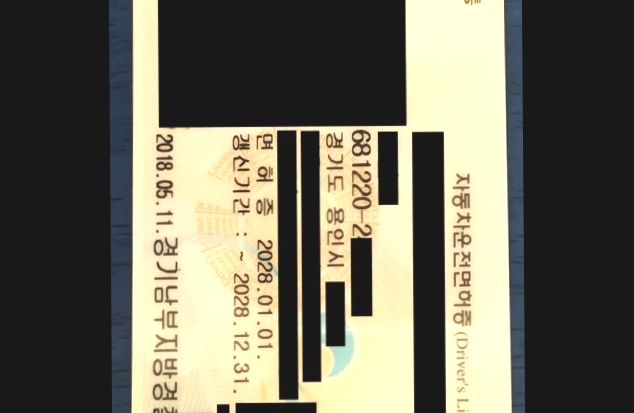 자동차운전면허증 (Driver's Li
681220-2
경기도 용인시
면 허 증 2028.01.01.
갱신기간 : ~ 2028.12.31.
2018.05.11. 경기남부지방경찰